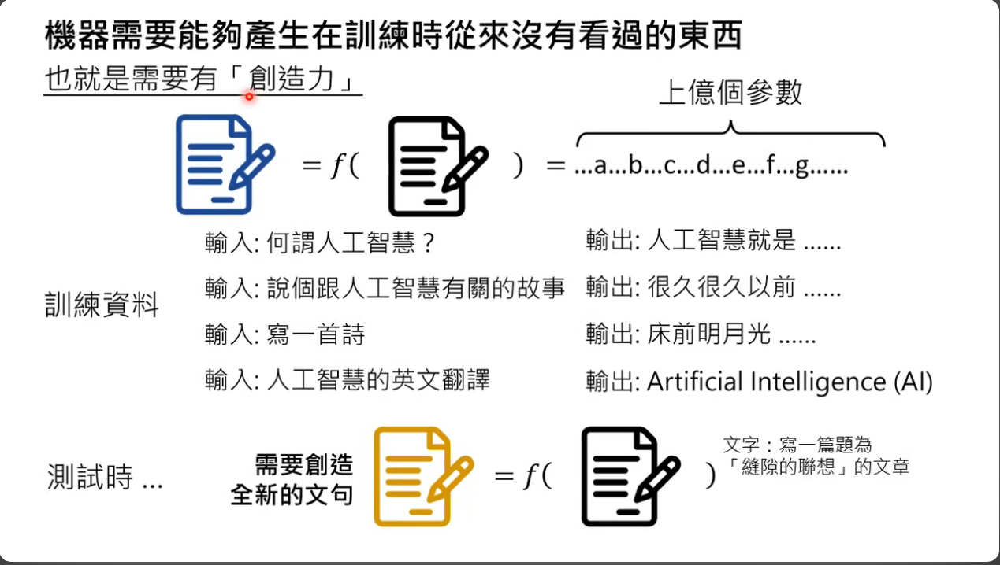 機器需要能夠產生在訓練時從來沒有看過的東西
也就是需要有「創造力」
上億個參數
= f( ) = …a…b…c…d…e…f…g……
訓練資料
輸入: 何謂人工智慧？ 輸出: 人工智慧就是 ……
輸入: 說個跟人工智慧有關的故事 輸出: 很久很久以前 ……
輸入: 寫一首詩 輸出: 床前明月光 ……
輸入: 人工智慧的英文翻譯 輸出: Artificial Intelligence (AI)
測試時 …
需要創造
全新的文句
= f( )
文字：寫一篇題為
「縫隙的聯想」的文章